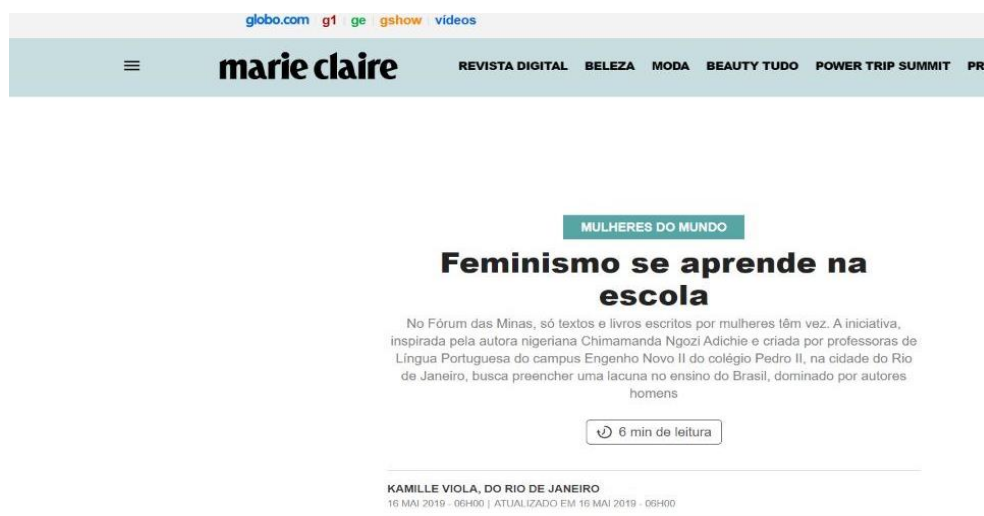 globo.com g1 ge gshow vídeos
marie claire REVISTA DIGITAL BELEZA MODA BEAUTY TUDO POWER TRIP SUMMIT PR
MULHERES DO MUNDO
Feminismo se aprende na
escola
No Fórum das Minas, só textos e livros escritos por mulheres têm vez. A iniciativa,
inspirada pela autora nigeriana Chimamanda Ngozi Adichie e criada por professoras de
Língua Portuguesa do campus Engenho Novo II do colégio Pedro II, na cidade do Rio
de Janeiro, busca preencher uma lacuna no ensino do Brasil, dominado por autores
homens
6 min de leitura
KAMILLE VIOLA, DO RIO DE JANEIRO
16 MAI 2019 - 06H00 | ATUALIZADO EM 16 MAI 2019 - 06H00